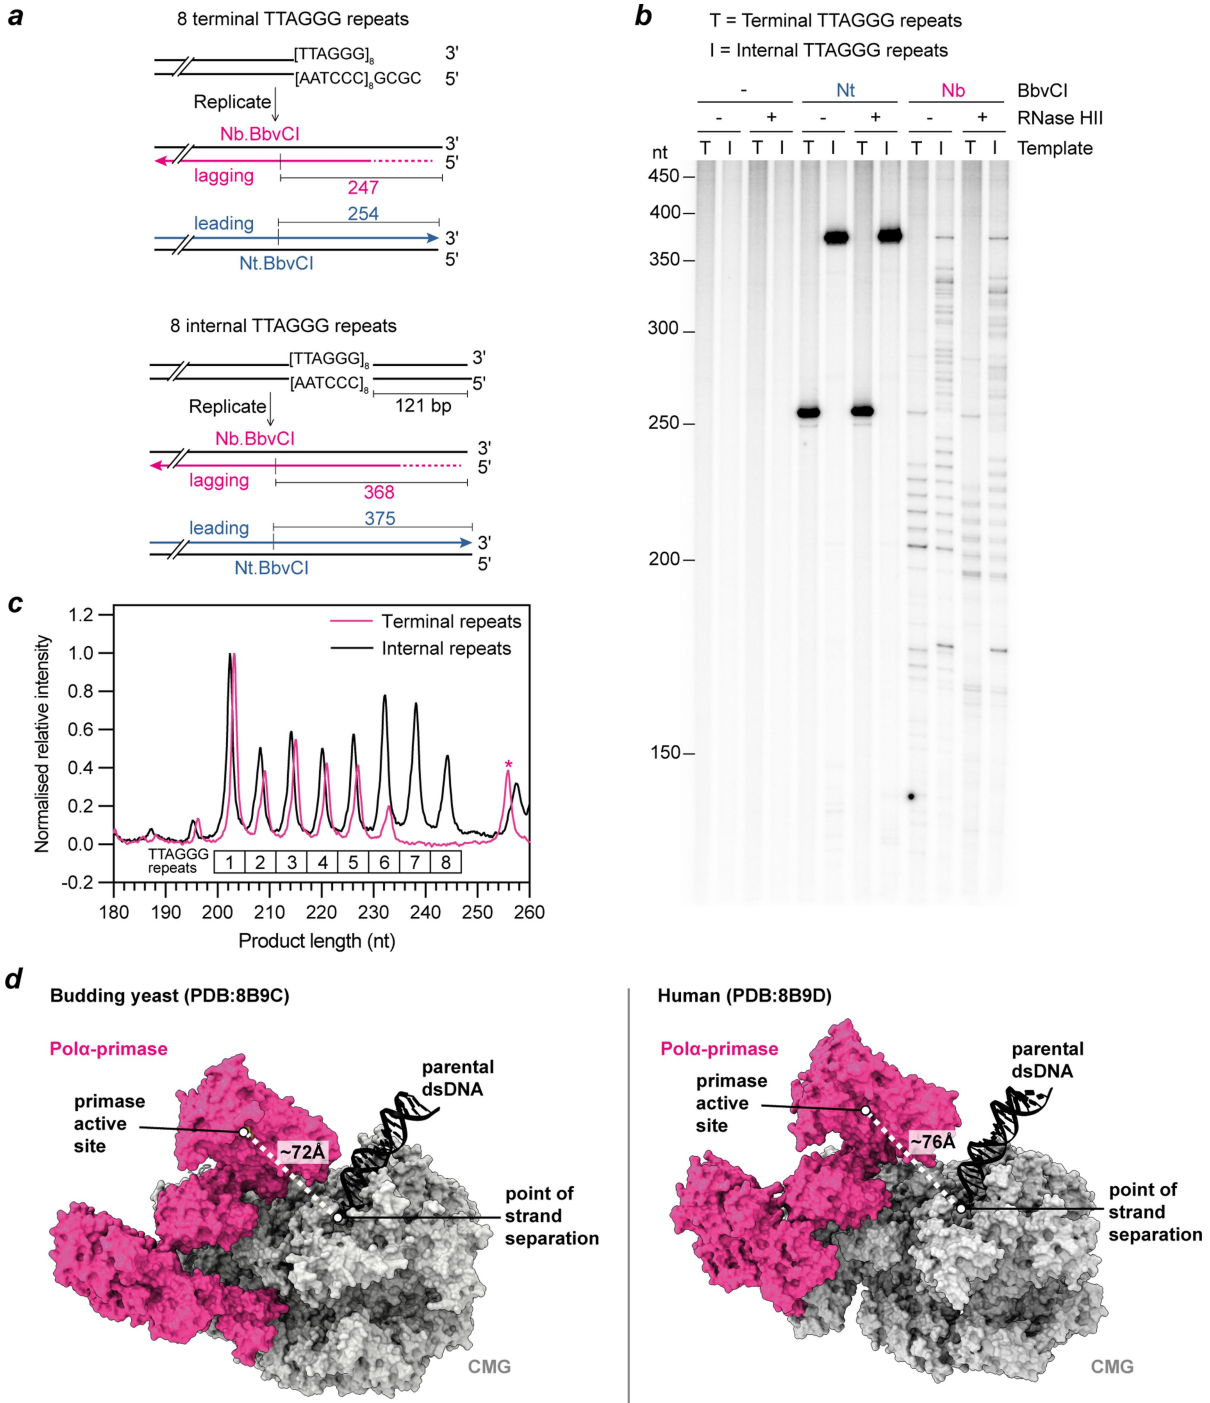 a
8 terminal TTAGGG repeats
[TTAGGG]8 3'
[AATCCC]8GCGC 5'
Replicate
Nb.BbvCI
3'
5'
lagging
247
254
leading
3'
5'
Nt.BbvCI
8 internal TTAGGG repeats
[TTAGGG]8 3'
[AATCCC]8 5'
121 bp
Replicate
Nb.BbvCI
3'
5'
lagging
368
375
leading
3'
5'
Nt.BbvCI
b
T = Terminal TTAGGG repeats
I = Internal TTAGGG repeats
- Nt Nb BbvCI
- + - + - + RNase HII
T I T I T I T I T I T I Template
nt
450
400
350
300
250
200
150
c
Normalised relative intensity
1.2
1.0
0.8
0.6
0.4
0.2
0.0
-0.2
Terminal repeats
Internal repeats
*
TTAGGG
repeats
1 2 3 4 5 6 7 8
180 190 200 210 220 230 240 250 260
Product length (nt)
d
Budding yeast (PDB:8B9C)
Polα-primase
parental
dsDNA
primase
active
site
~72Å
point of
strand
separation
CMG
Human (PDB:8B9D)
Polα-primase
parental
dsDNA
primase
active
site
~76Å
point of
strand
separation
CMG